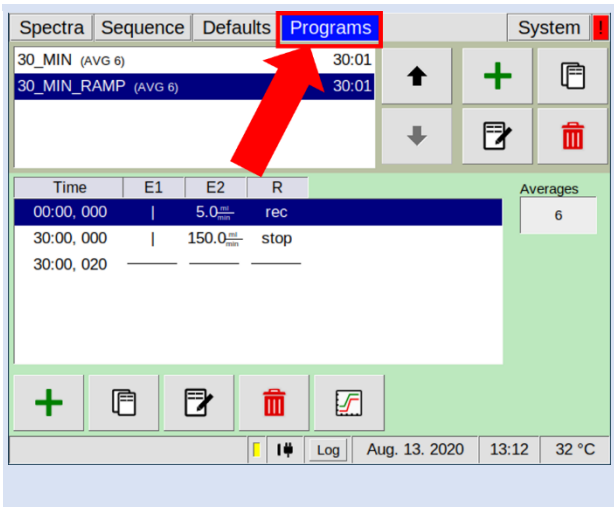 Spectra Sequence Defaults Programs System !
30_MIN (AVG 6) 30:01
30_MIN_RAMP (AVG 6) 30:01
Time E1 E2 R Averages
00:00, 000 | 5.0 ml/min rec 6
30:00, 000 | 150.0 ml/min stop
30:00, 020
Log Aug. 13. 2020 13:12 32 °C